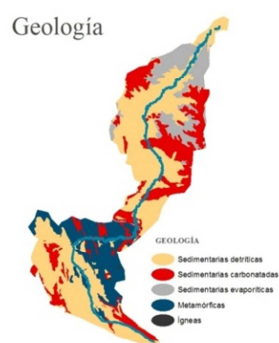 Geología
GEOLOGÍA
Sedimentarias detríticas
Sedimentarias carbonatadas
Sedimentarias evaporíticas
Metamórficas
Ígneas